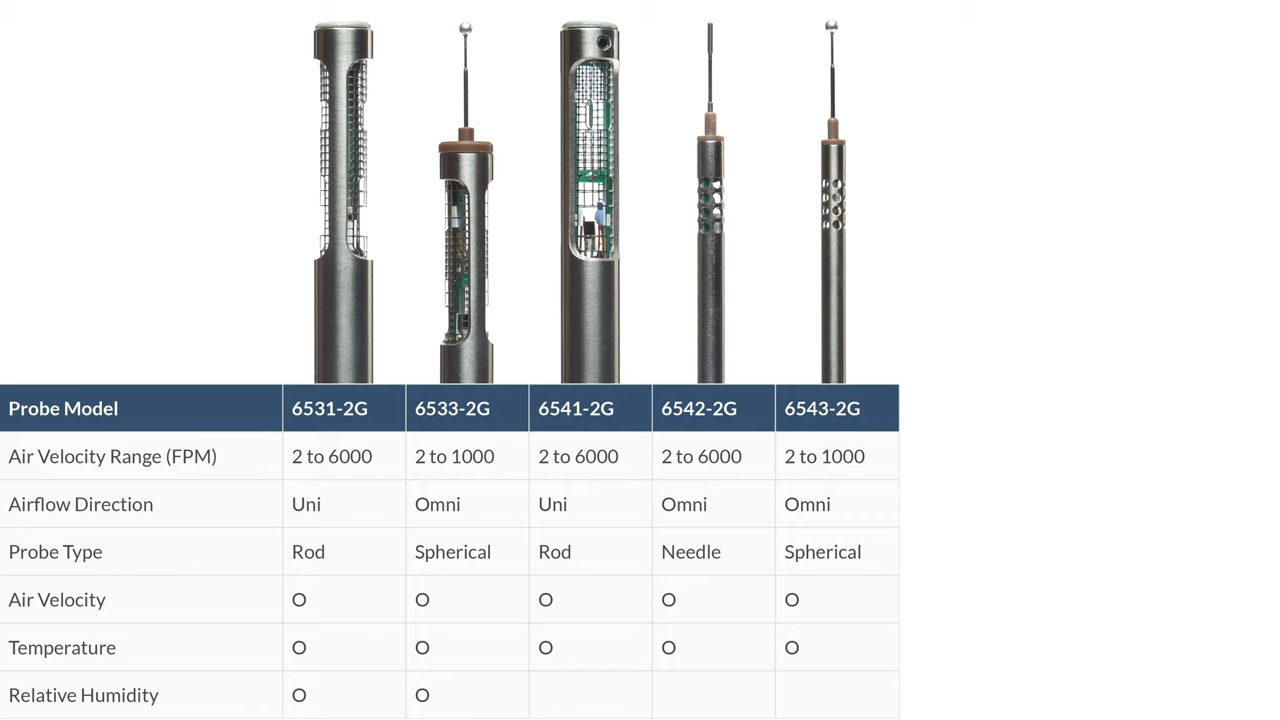 Probe Model 6531-2G 6533-2G 6541-2G 6542-2G 6543-2G
Air Velocity Range (FPM) 2 to 6000 2 to 1000 2 to 6000 2 to 6000 2 to 1000
Airflow Direction Uni Omni Uni Omni Omni
Probe Type Rod Spherical Rod Needle Spherical
Air Velocity O O O O O
Temperature O O O O O
Relative Humidity O O